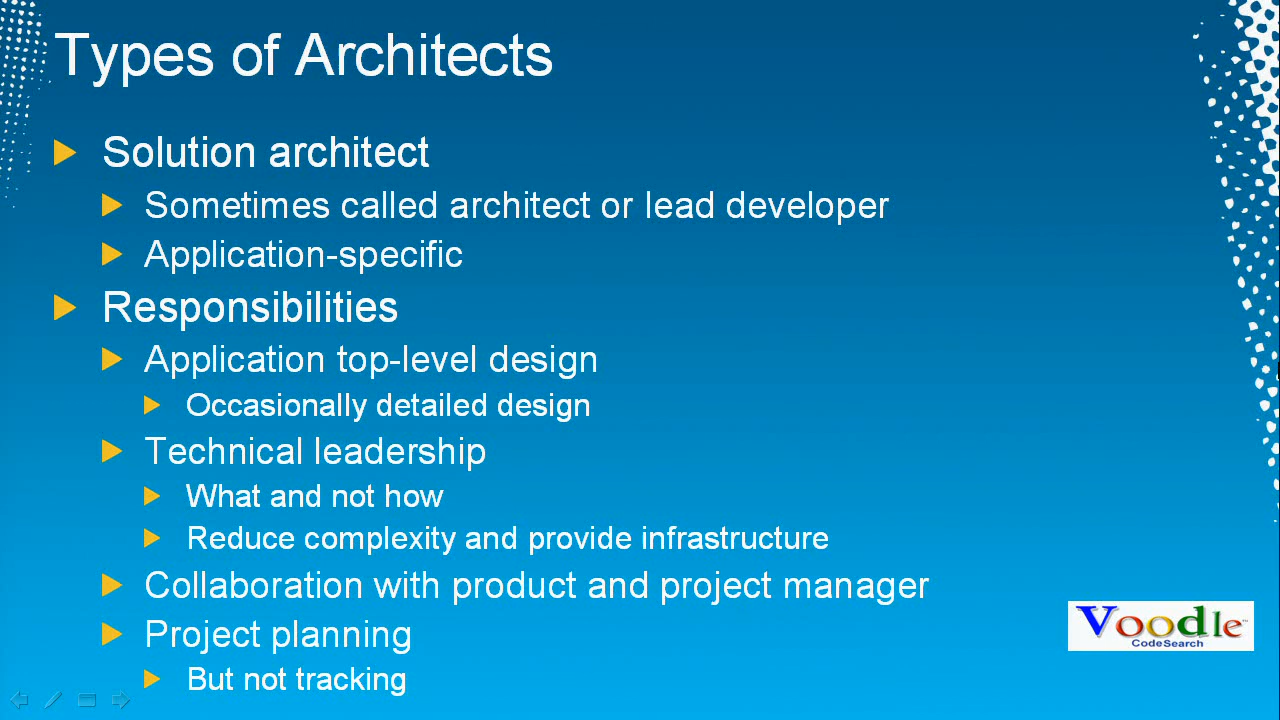 Types of Architects
Solution architect
Sometimes called architect or lead developer
Application-specific
Responsibilities
Application top-level design
Occasionally detailed design
Technical leadership
What and not how
Reduce complexity and provide infrastructure
Collaboration with product and project manager
Project planning
But not tracking
Voodle™
CodeSearch